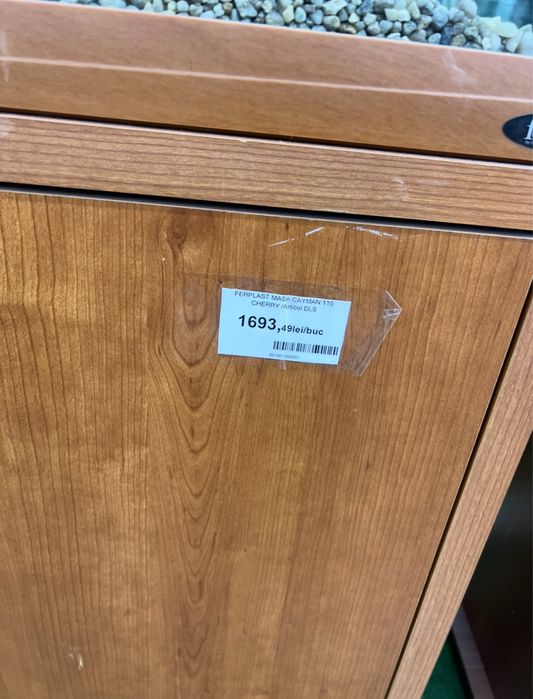 FERPLAST MASA CAYMAN 110
CHERRY /Articol DLS
1693,49lei/buc